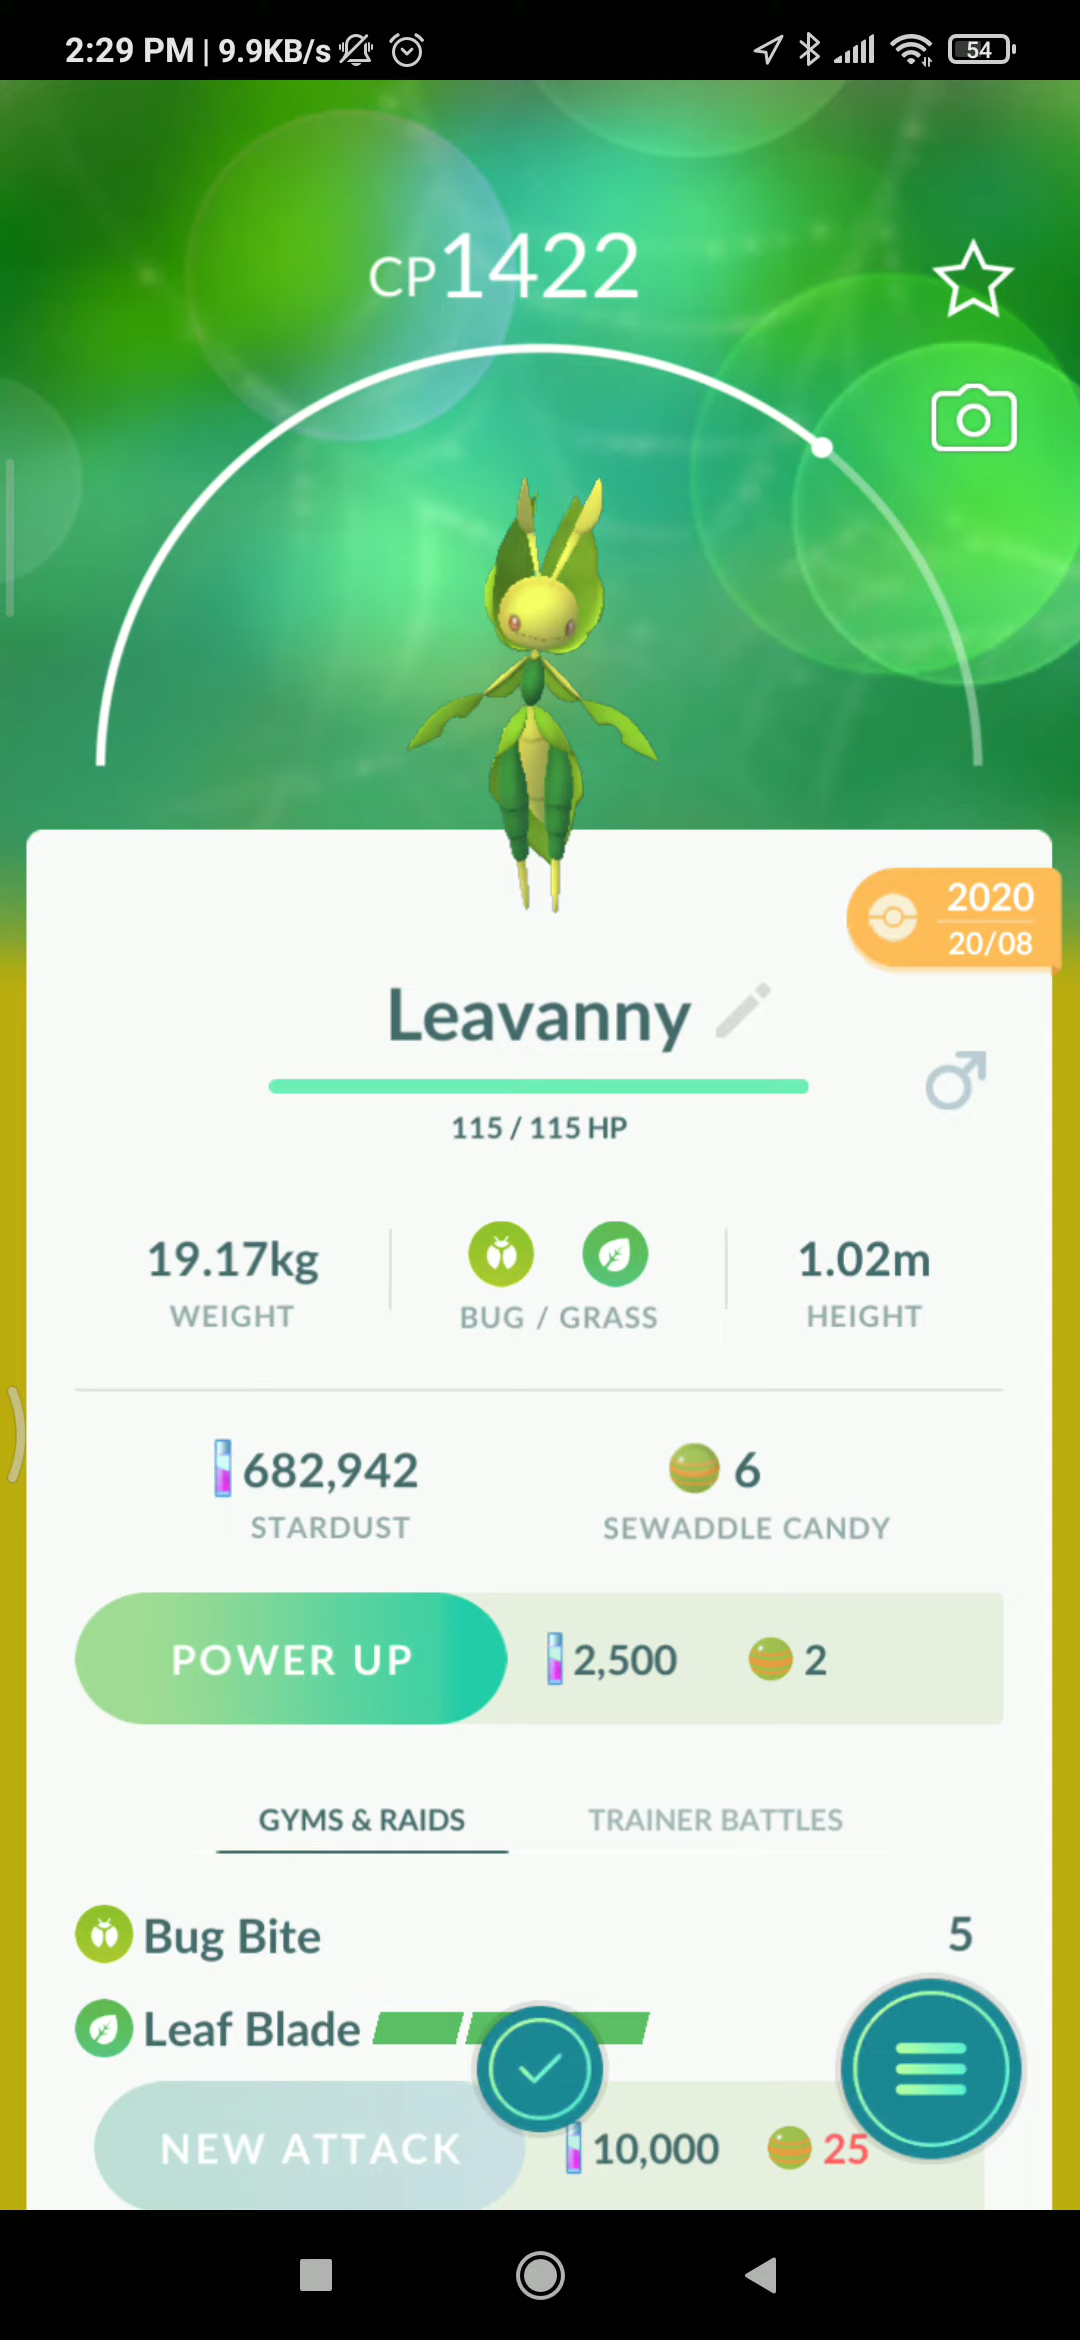 2:29 PM | 9.9KB/s 54
CP1422
2020
20/08
Leavanny
115 / 115 HP
19.17kg
WEIGHT
BUG / GRASS
1.02m
HEIGHT
682,942
STARDUST
6
SEWADDLE CANDY
POWER UP 2,500 2
GYMS & RAIDS TRAINER BATTLES
Bug Bite 5
Leaf Blade
NEW ATTACK 10,000 25